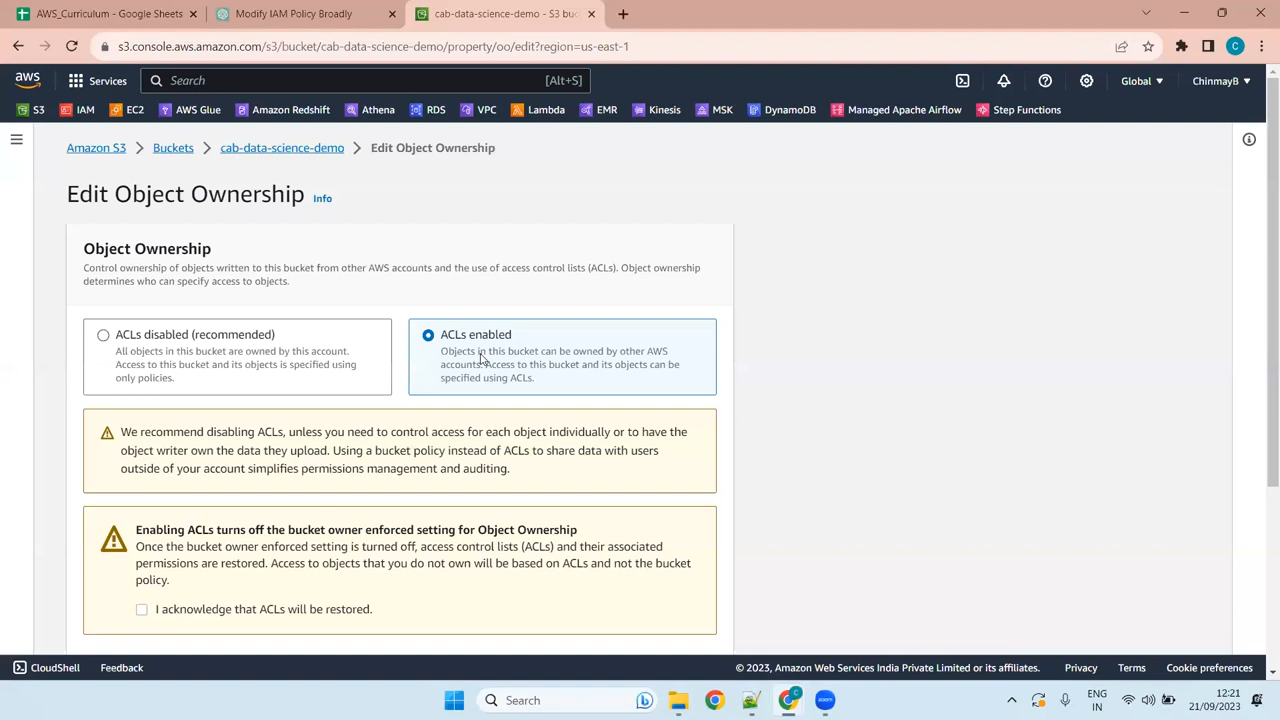 AWS_Curriculum - Google Sheets
Modify IAM Policy Broadly
cab-data-science-demo - S3 buc
s3.console.aws.amazon.com/s3/bucket/cab-data-science-demo/property/oo/edit?region=us-east-1
C
aws
Services
Search
[Alt+S]
Global
ChinmayB
S3
IAM
EC2
AWS Glue
Amazon Redshift
Athena
RDS
VPC
Lambda
EMR
Kinesis
MSK
DynamoDB
Managed Apache Airflow
Step Functions
Amazon S3 > Buckets > cab-data-science-demo > Edit Object Ownership
Edit Object Ownership Info
Object Ownership
Control ownership of objects written to this bucket from other AWS accounts and the use of access control lists (ACLs). Object ownership
determines who can specify access to objects.
ACLs disabled (recommended)
All objects in this bucket are owned by this account.
Access to this bucket and its objects is specified using
only policies.
ACLs enabled
Objects in this bucket can be owned by other AWS
accounts. Access to this bucket and its objects can be
specified using ACLs.
We recommend disabling ACLs, unless you need to control access for each object individually or to have the
object writer own the data they upload. Using a bucket policy instead of ACLs to share data with users
outside of your account simplifies permissions management and auditing.
Enabling ACLs turns off the bucket owner enforced setting for Object Ownership
Once the bucket owner enforced setting is turned off, access control lists (ACLs) and their associated
permissions are restored. Access to objects that you do not own will be based on ACLs and not the bucket
policy.
I acknowledge that ACLs will be restored.
CloudShell
Feedback
© 2023, Amazon Web Services India Private Limited or its affiliates.
Privacy
Terms
Cookie preferences
Search
zoom
ENG
IN
12:21
21/09/2023